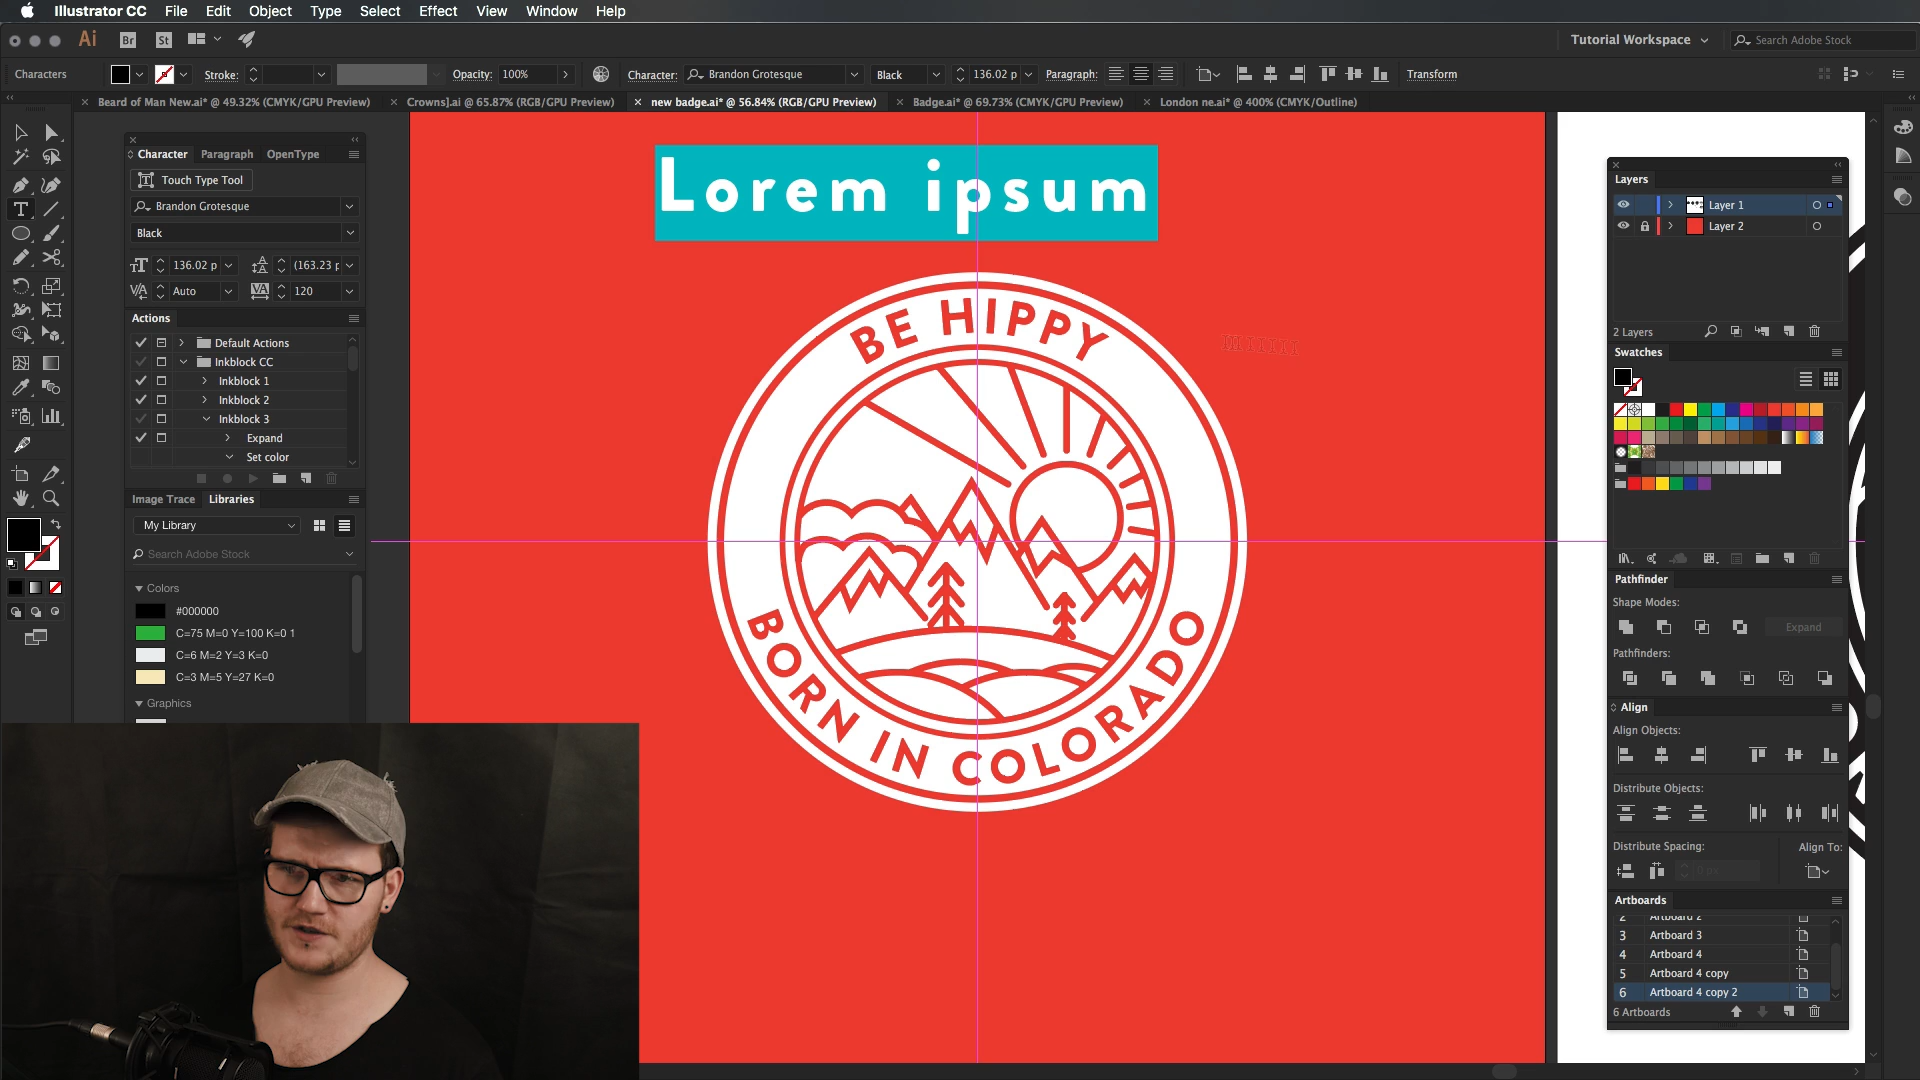 Illustrator CC File Edit Object Type Select Effect View Window Help
Ai Br St Tutorial Workspace Search Adobe Stock
Characters Stroke: Opacity: 100% Character: Brandon Grotesque Black 136.02 p Paragraph: Transform
Beard of Man New.ai* @ 49.32% (CMYK/GPU Preview) Crowns].ai @ 65.87% (RGB/GPU Preview) new badge.ai* @ 56.84% (RGB/GPU Preview) Badge.ai* @ 69.73% (CMYK/GPU Preview) London ne.ai* @ 400% (CMYK/Outline)
Character Paragraph OpenType
Touch Type Tool
Brandon Grotesque
Black
136.02 p (163.23 p
Auto 120
Actions
Default Actions
Inkblock CC
Inkblock 1
Inkblock 2
Inkblock 3
Expand
Set color
Image Trace Libraries
My Library
Search Adobe Stock
Colors
#000000
C=75 M=0 Y=100 K=0 1
C=6 M=2 Y=3 K=0
C=3 M=5 Y=27 K=0
Graphics
Lorem ipsum
BE HIPPY
BORN IN COLORADO
Layers
Layer 1
Layer 2
2 Layers
Swatches
Pathfinder
Shape Modes:
Expand
Pathfinders:
Align
Align Objects:
Distribute Objects:
Distribute Spacing: Align To:
0 px
Artboards
2 Artboard 2
3 Artboard 3
4 Artboard 4
5 Artboard 4 copy
6 Artboard 4 copy 2
6 Artboards